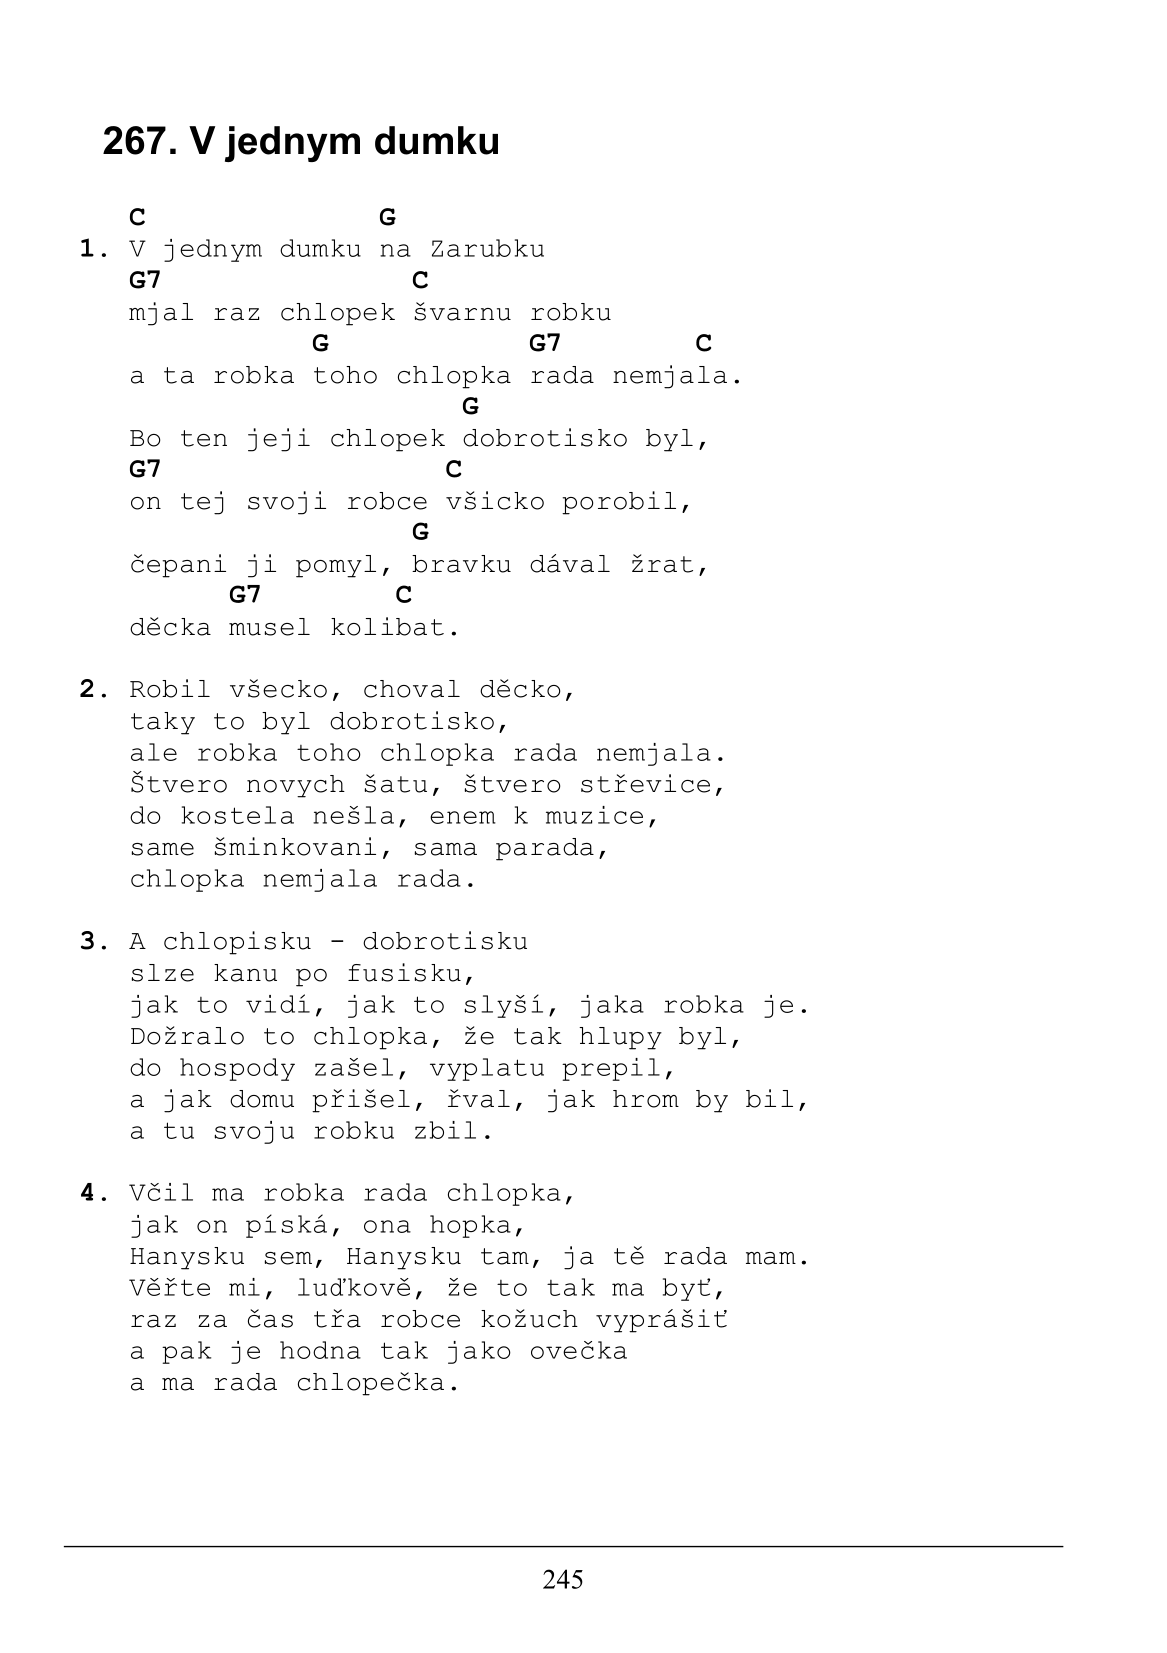 267. V jednym dumku
C G
1. V jednym dumku na Zarubku
G7 C
mjal raz chlopek švarnu robku
G G7 C
a ta robka toho chlopka rada nemjala.
G
Bo ten jeji chlopek dobrotisko byl,
G7 C
on tej svoji robce všicko porobil,
G
čepani ji pomyl, bravku dával žrat,
G7 C
děcka musel kolibat.
2. Robil všecko, choval děcko,
taky to byl dobrotisko,
ale robka toho chlopka rada nemjala.
Štvero novych šatu, štvero střevice,
do kostela nešla, enem k muzice,
same šminkovani, sama parada,
chlopka nemjala rada.
3. A chlopisku - dobrotisku
slze kanu po fusisku,
jak to vidí, jak to slyší, jaka robka je.
Dožralo to chlopka, že tak hlupy byl,
do hospody zašel, vyplatu prepil,
a jak domu přišel, řval, jak hrom by bil,
a tu svoju robku zbil.
4. Včil ma robka rada chlopka,
jak on píská, ona hopka,
Hanysku sem, Hanysku tam, ja tě rada mam.
Věřte mi, luďkově, že to tak ma byť,
raz za čas třa robce kožuch vyprášiť
a pak je hodna tak jako ovečka
a ma rada chlopečka.
245